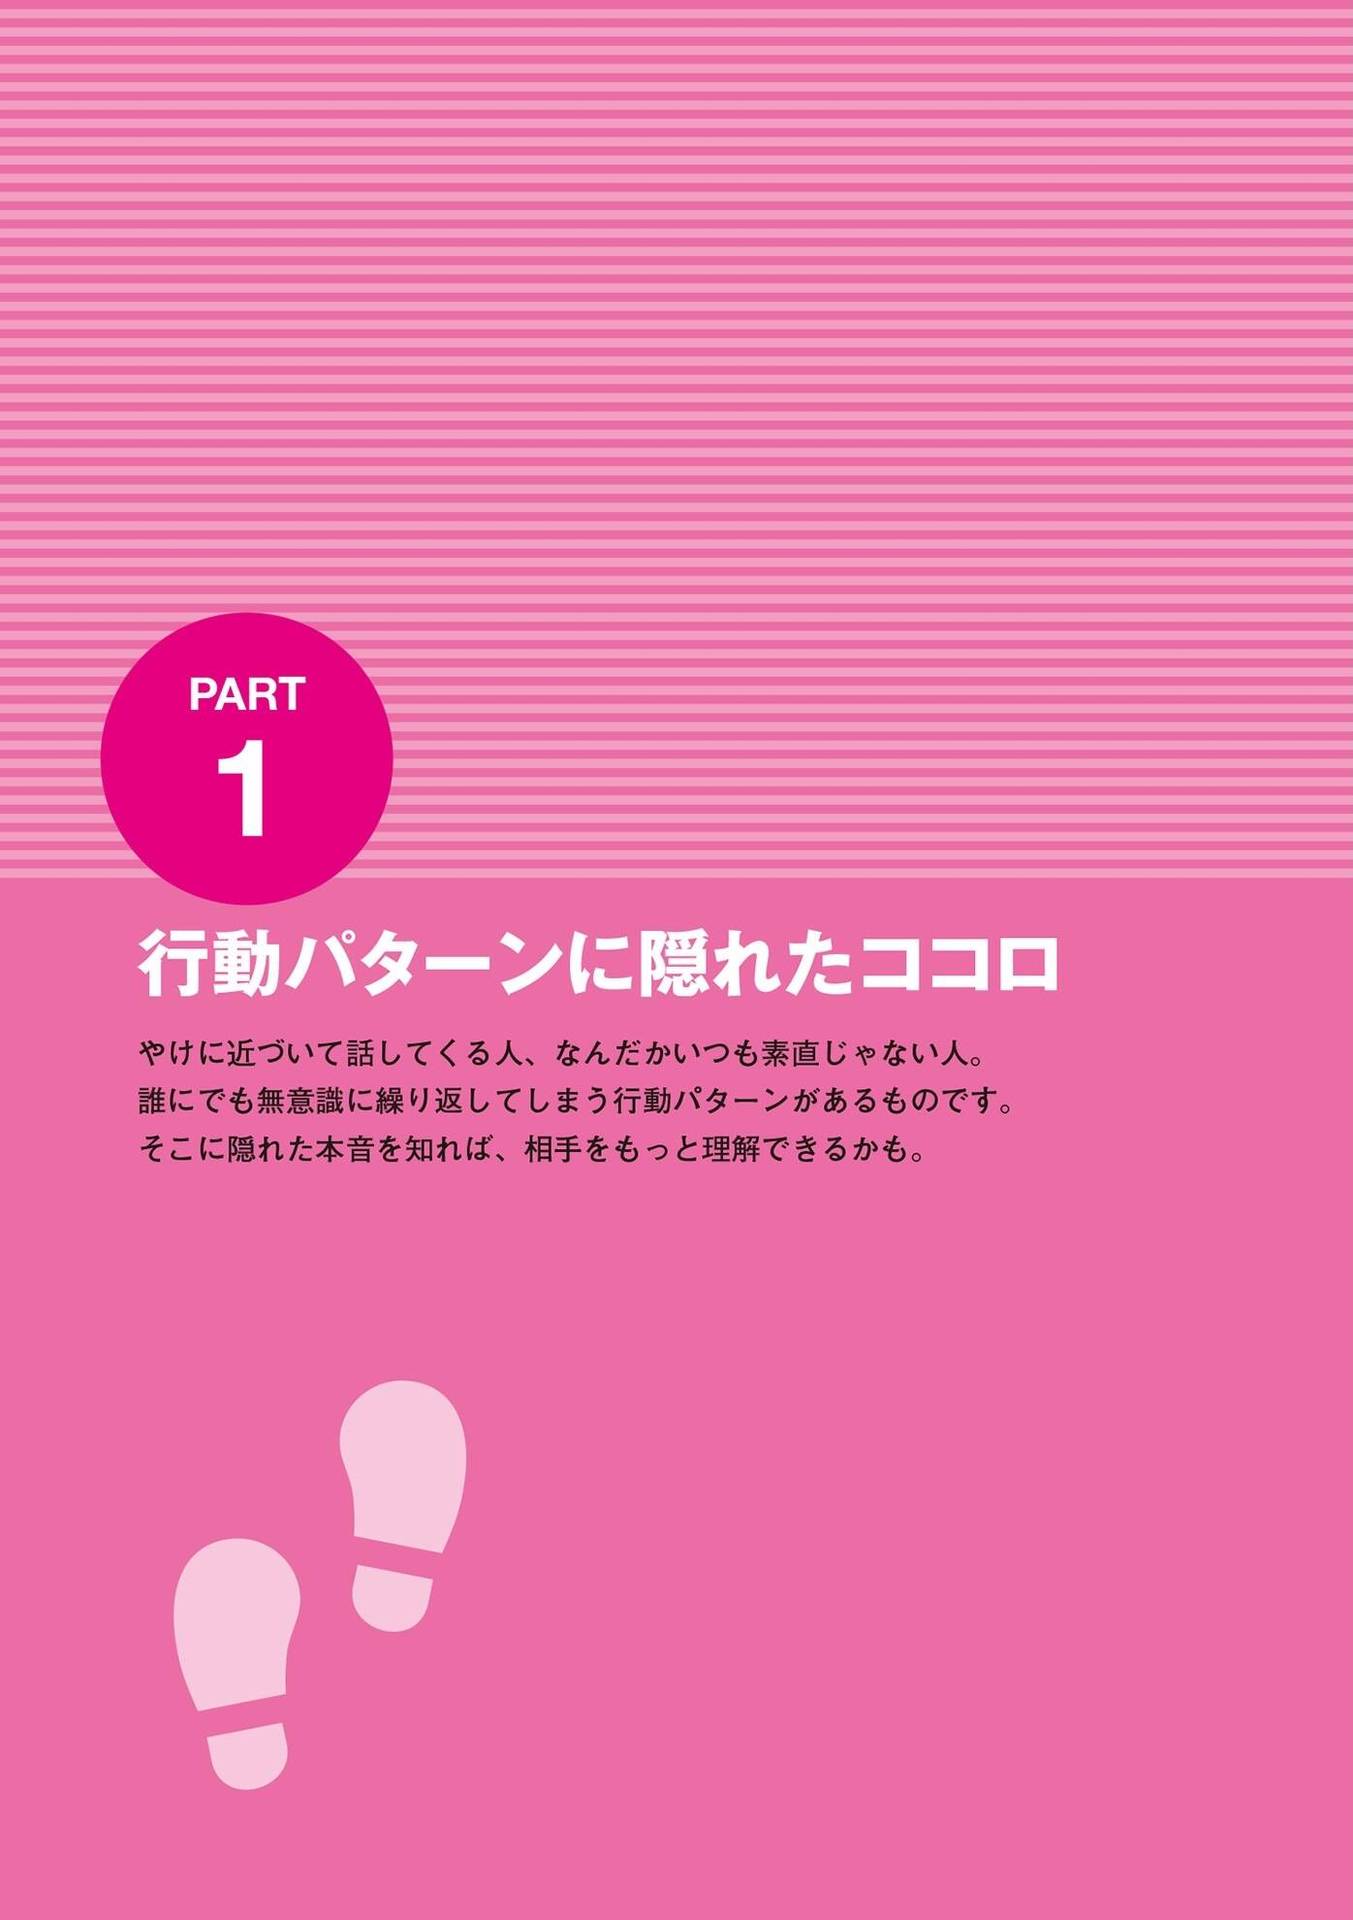 PART
1
行動パターンに隠れたココロ
やけに近づいて話してくる人、なんだかいつも素直じゃない人。
誰にでも無意識に繰り返してしまう行動パターンがあるものです。
そこに隠れた本音を知れば、相手をもっと理解できるかも。